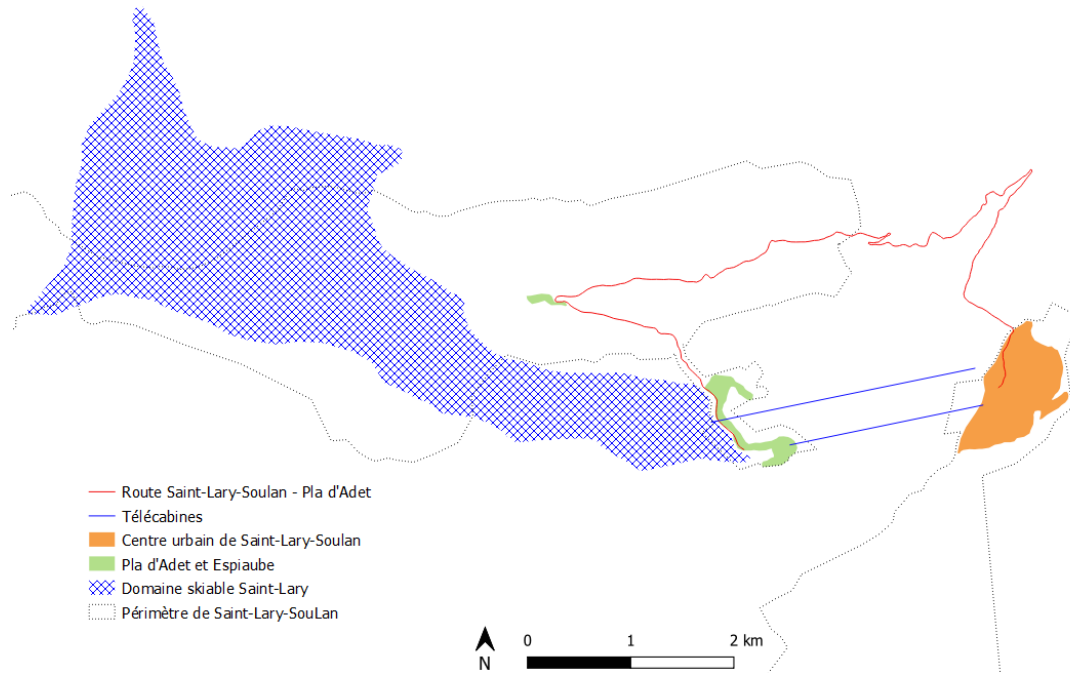 Route Saint-Lary-Soulan - Pla d'Adet
Télécabines
Centre urbain de Saint-Lary-Soulan
Pla d'Adet et Espiaube
Domaine skiable Saint-Lary
Périmètre de Saint-Lary-SouLan
N
0 1 2 km